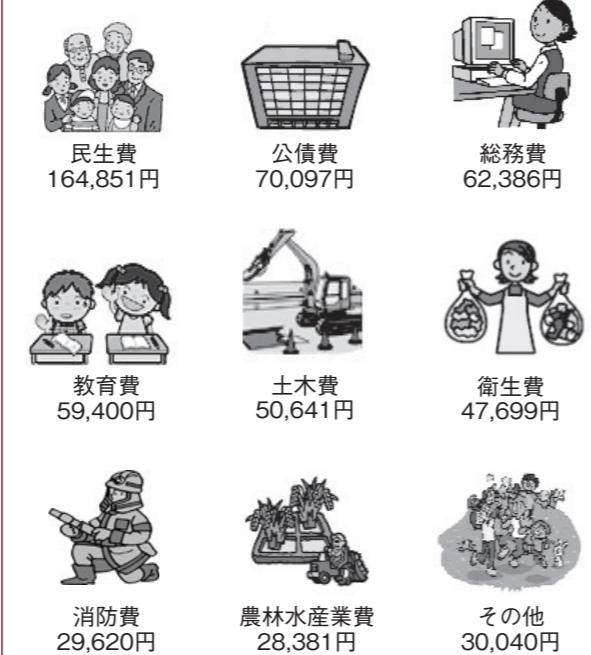 民生費
164,851円
公債費
70,097円
総務費
62,386円
教育費
59,400円
土木費
50,641円
衛生費
47,699円
消防費
29,620円
農林水産業費
28,381円
その他
30,040円